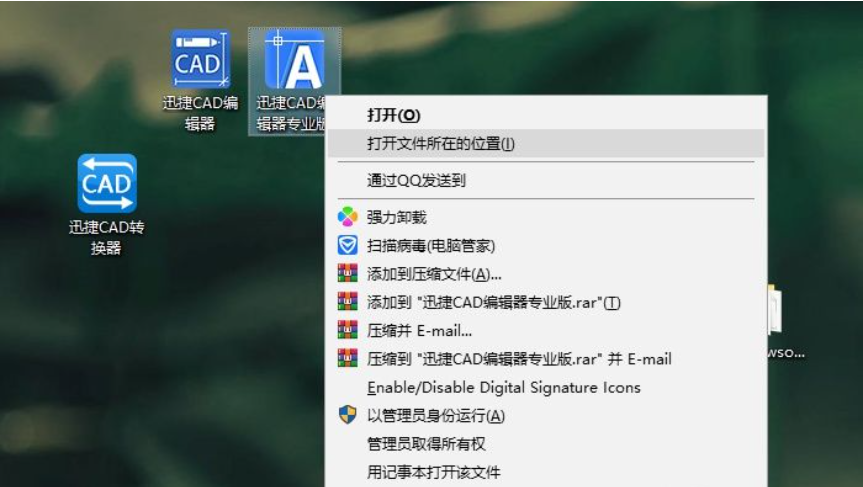 CAD
A
迅捷CAD编
辑器
迅捷CAD编
辑器专业版
CAD
迅捷CAD转
换器
打开(O)
打开文件所在的位置(I)
通过QQ发送到
强力卸载
扫描病毒(电脑管家)
添加到压缩文件(A)...
添加到 "迅捷CAD编辑器专业版.rar"(T)
压缩并 E-mail...
压缩到 "迅捷CAD编辑器专业版.rar" 并 E-mail
Enable/Disable Digital Signature Icons
以管理员身份运行(A)
管理员取得所有权
用记事本打开该文件
wso...